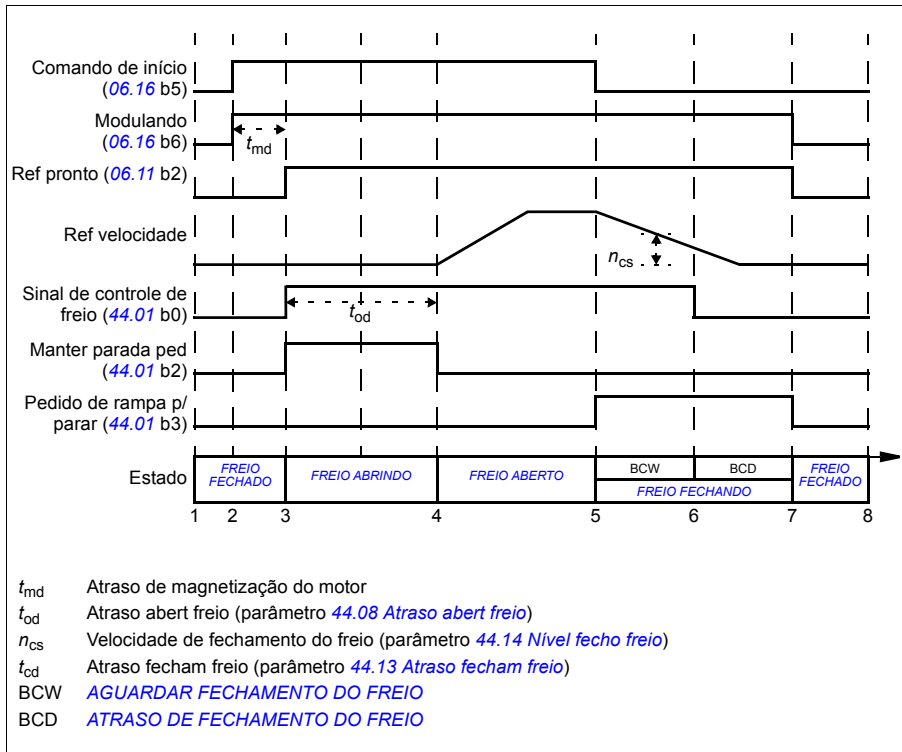 Comando de início
(06.16 b5)
Modulando
(06.16 b6)
t md
Ref pronto (06.11 b2)
Ref velocidade
n cs
Sinal de controle de
freio (44.01 b0)
t od
Manter parada ped
(44.01 b2)
Pedido de rampa p/
parar (44.01 b3)
Estado
FREIO
FECHADO
FREIO ABRINDO
FREIO ABERTO
BCW
BCD
FREIO FECHANDO
FREIO
FECHADO
1 2 3 4 5 6 7 8
tmd Atraso de magnetização do motor
tod Atraso abert freio (parâmetro 44.08 Atraso abert freio)
ncs Velocidade de fechamento do freio (parâmetro 44.14 Nível fecho freio)
tcd Atraso fecham freio (parâmetro 44.13 Atraso fecham freio)
BCW AGUARDAR FECHAMENTO DO FREIO
BCD ATRASO DE FECHAMENTO DO FREIO